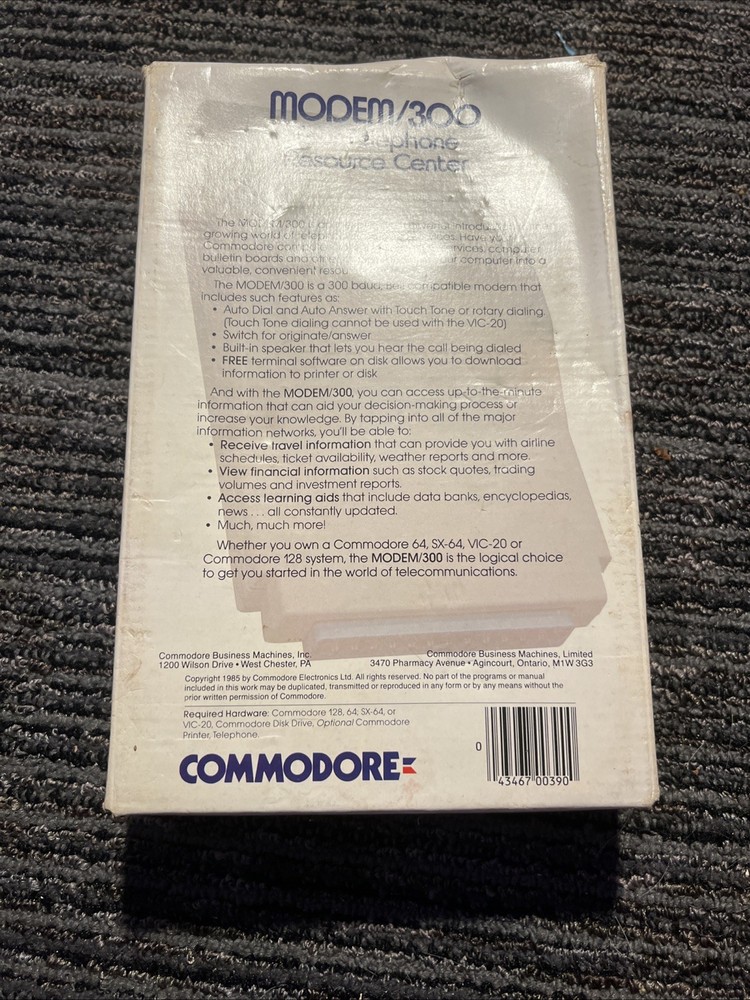 MODEM/300
Resource Center
The MODEM/300
growing world of
Commodore computer
bulletin boards and computer into a
valuable, convenient
The MODEM/300 is a 300 baud, Bell compatible modem that
includes such features as:
• Auto Dial and Auto Answer with Touch Tone or rotary dialing.
(Touch Tone dialing cannot be used with the VIC-20)
• Switch for originate/answer
• Built-in speaker that lets you hear the call being dialed
• FREE terminal software on disk allows you to download
information to printer or disk
And with the MODEM/300, you can access up-to-the-minute
information that can aid your decision-making process or
increase your knowledge. By tapping into all of the major
information networks, you'll be able to:
• Receive travel information that can provide you with airline
schedules, ticket availability, weather reports and more.
• View financial information such as stock quotes, trading
volumes and investment reports.
• Access learning aids that include data banks, encyclopedias,
news . . . all constantly updated.
• Much, much more!
Whether you own a Commodore 64, SX-64, VIC-20 or
Commodore 128 system, the MODEM/300 is the logical choice
to get you started in the world of telecommunications.
Commodore Business Machines, Inc.
1200 Wilson Drive • West Chester, PA
Commodore Business Machines, Limited
3470 Pharmacy Avenue • Agincourt, Ontario, M1W 3G3
Copyright 1985 by Commodore Electronics Ltd. All rights reserved. No part of the programs or manual
included in this work may be duplicated, transmitted or reproduced in any form or by any means without the
prior written permission of Commodore.
Required Hardware: Commodore 128, 64, SX-64, or
VIC-20, Commodore Disk Drive, Optional Commodore
Printer, Telephone.
COMMODORE
0 43467 00390